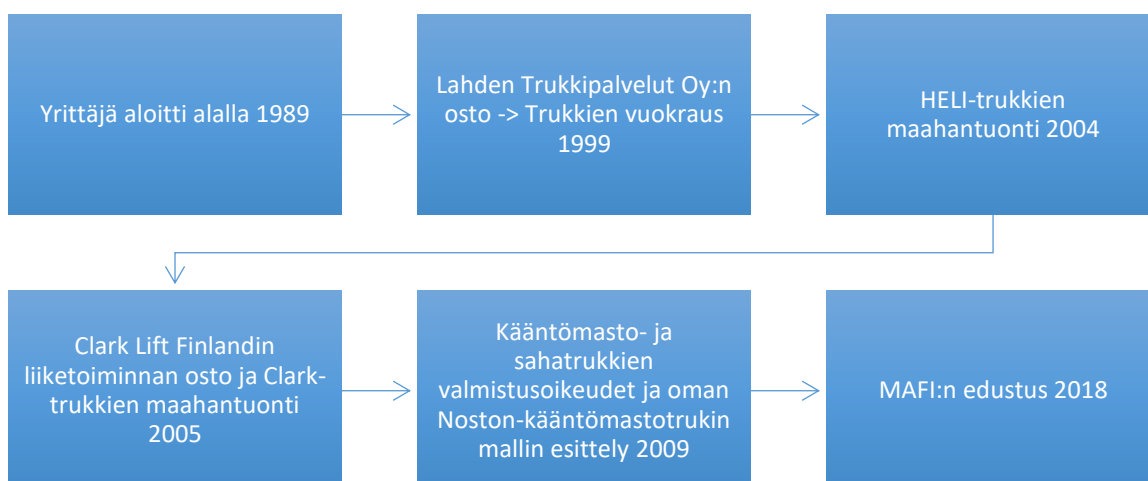 Yrittäjä aloitti alalla 1989
Lahden Trukkipalvelut Oy:n
osto -> Trukkien vuokraus
1999
HELI-trukkien
maahantuonti 2004
Clark Lift Finlandin
liiketoiminnan osto ja Clark-
trukkien maahantuonti
2005
Kääntömasto- ja
sahatrukkien
valmistusoikeudet ja oman
Noston-kääntömastotrukin
mallin esittely 2009
MAFI:n edustus 2018